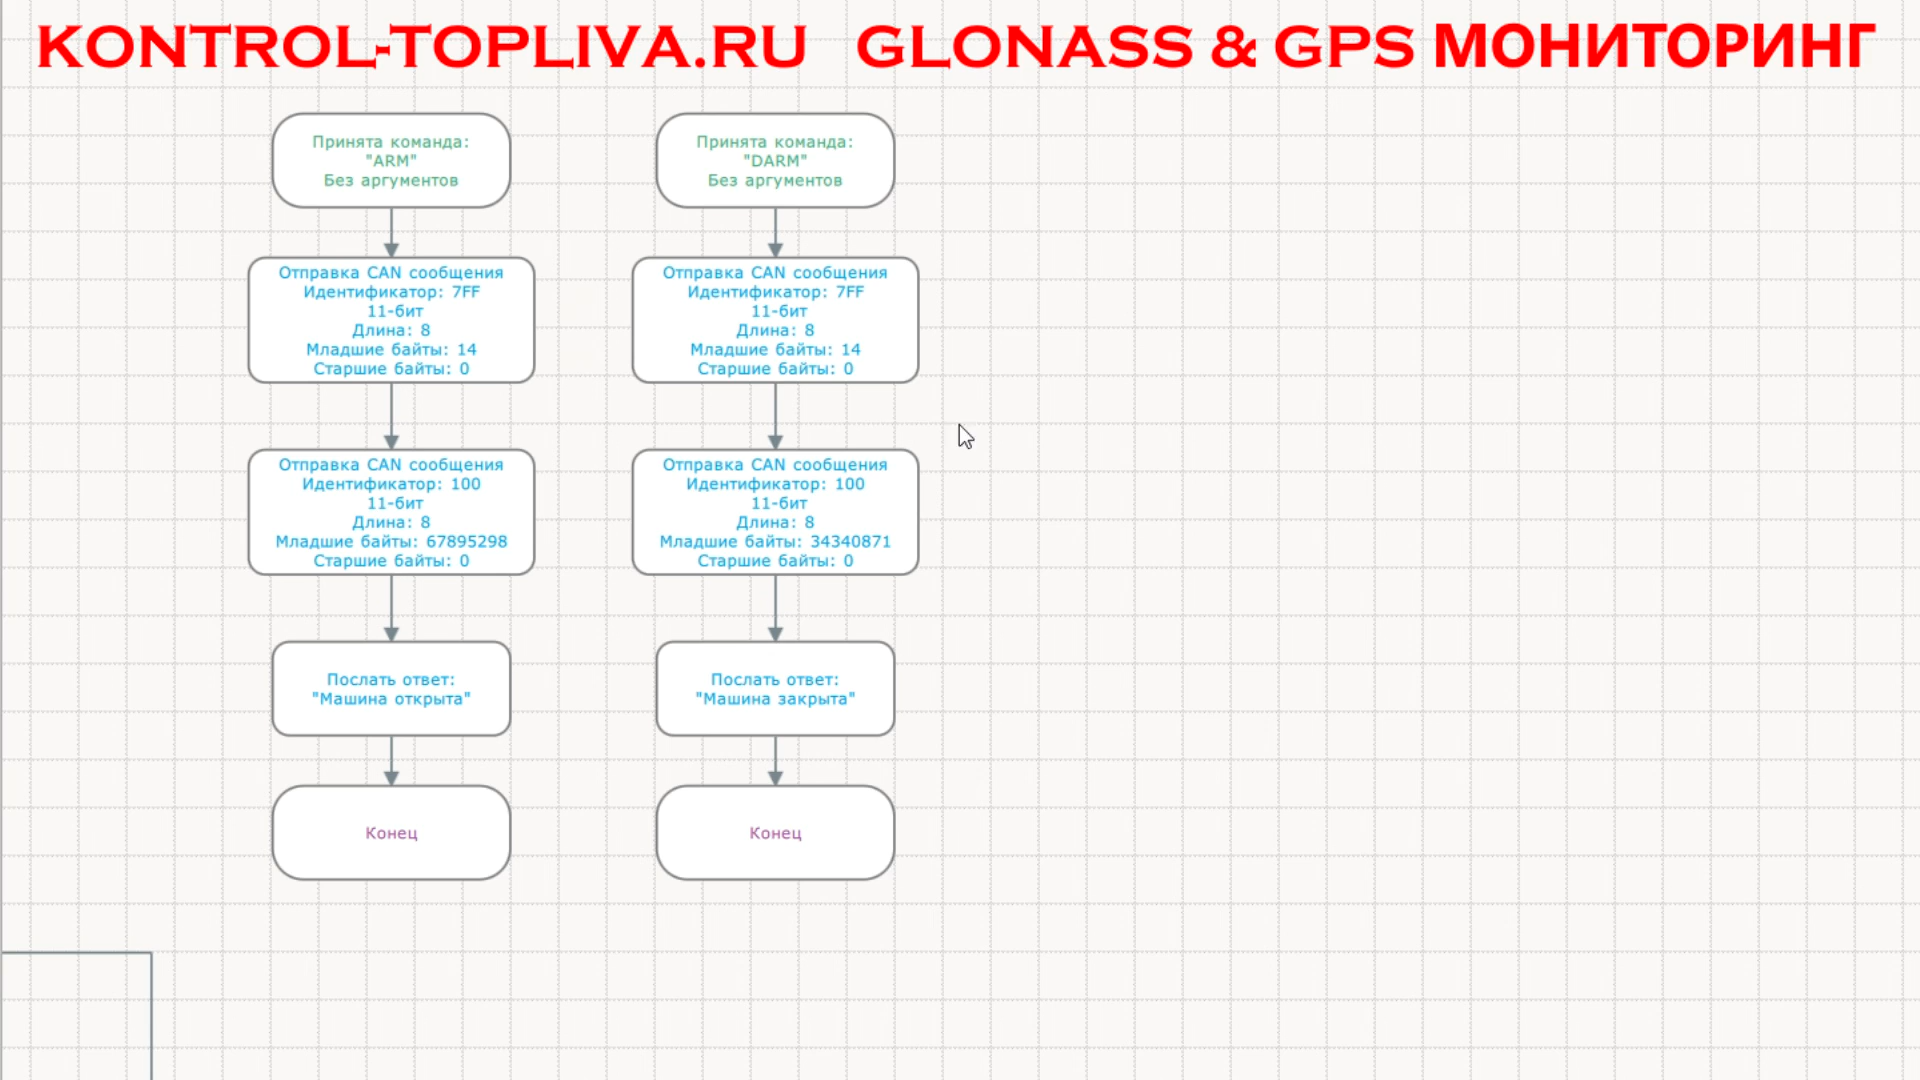 KONTROL-TOPLIVA.RU GLONASS & GPS МОНИТОРИНГ
Принята команда:
"ARM"
Без аргументов
Отправка CAN сообщения
Идентификатор: 7FF
11-бит
Длина: 8
Младшие байты: 14
Старшие байты: 0
Отправка CAN сообщения
Идентификатор: 100
11-бит
Длина: 8
Младшие байты: 67895298
Старшие байты: 0
Послать ответ:
"Машина открыта"
Конец
Принята команда:
"DARM"
Без аргументов
Отправка CAN сообщения
Идентификатор: 7FF
11-бит
Длина: 8
Младшие байты: 14
Старшие байты: 0
Отправка CAN сообщения
Идентификатор: 100
11-бит
Длина: 8
Младшие байты: 34340871
Старшие байты: 0
Послать ответ:
"Машина закрыта"
Конец